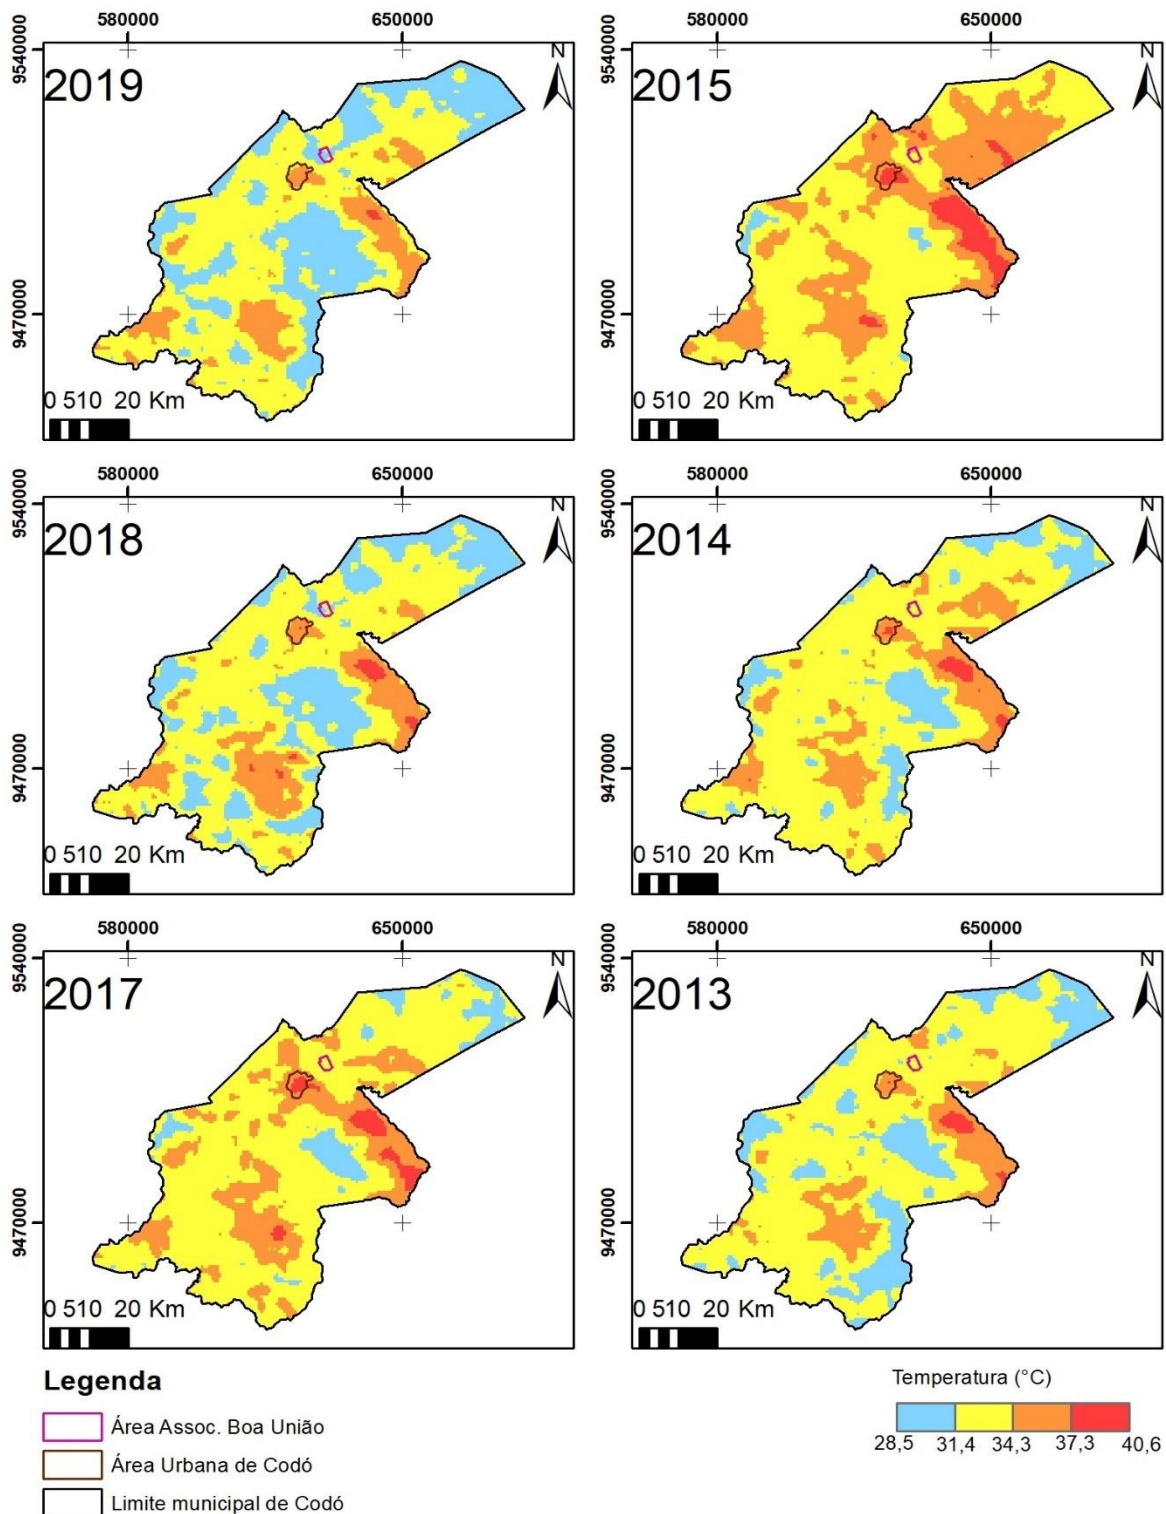 580000 650000 580000 650000
9540000 2019 N 9540000 2015 N
9470000 9470000
0 510 20 Km 0 510 20 Km
580000 650000 580000 650000
9540000 2018 N 9540000 2014 N
9470000 9470000
0 510 20 Km 0 510 20 Km
580000 650000 580000 650000
9540000 2017 N 9540000 2013 N
9470000 9470000
0 510 20 Km 0 510 20 Km
Legenda
Área Assoc. Boa União
Área Urbana de Codó
Limite municipal de Codó
Temperatura (°C)
28,5 31,4 34,3 37,3 40,6